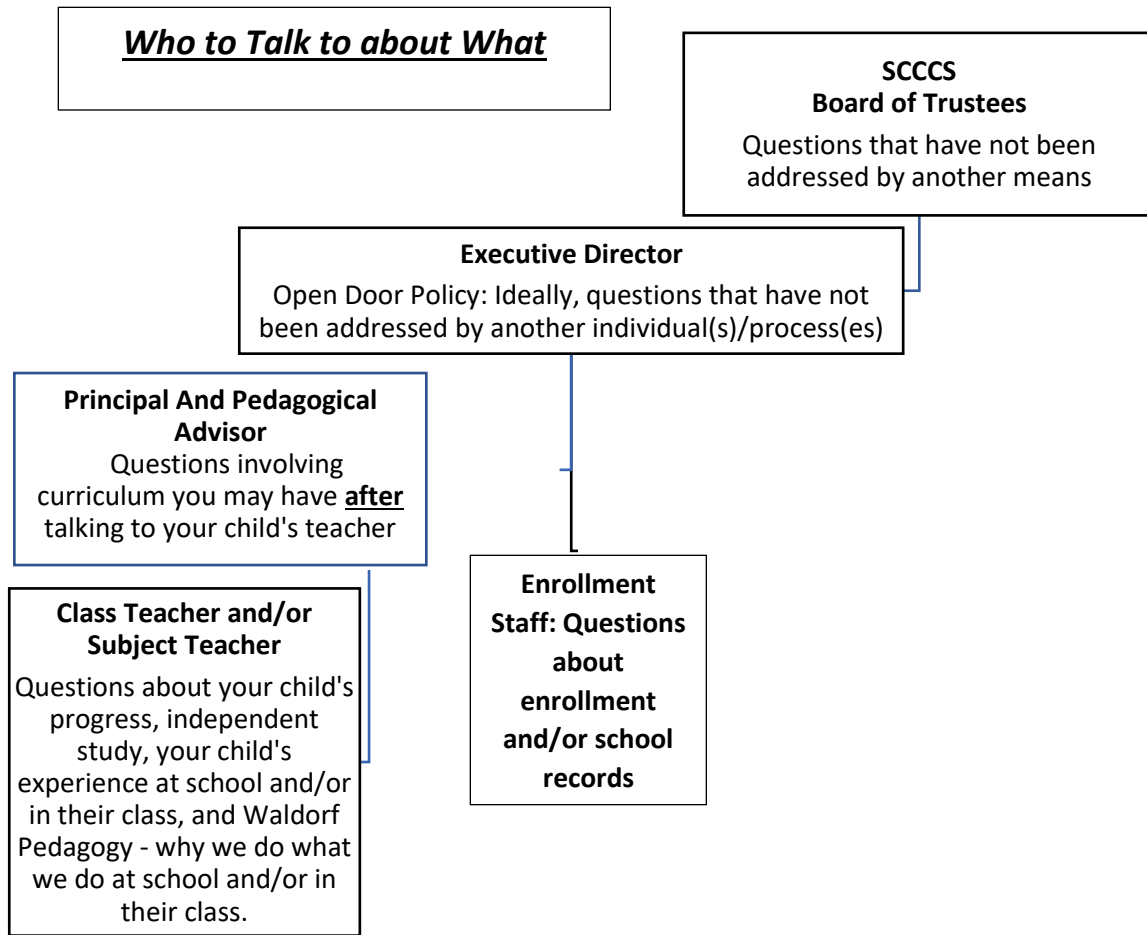 Who to Talk to about What
SCCCS
Board of Trustees
Questions that have not been
addressed by another means
Executive Director
Open Door Policy: Ideally, questions that have not
been addressed by another individual(s)/process(es)
Principal And Pedagogical
Advisor
Questions involving
curriculum you may have after
talking to your child's teacher
Class Teacher and/or
Subject Teacher
Questions about your child's
progress, independent
study, your child's
experience at school and/or
in their class, and Waldorf
Pedagogy - why we do what
we do at school and/or in
their class.
Enrollment
Staff: Questions
about
enrollment
and/or school
records